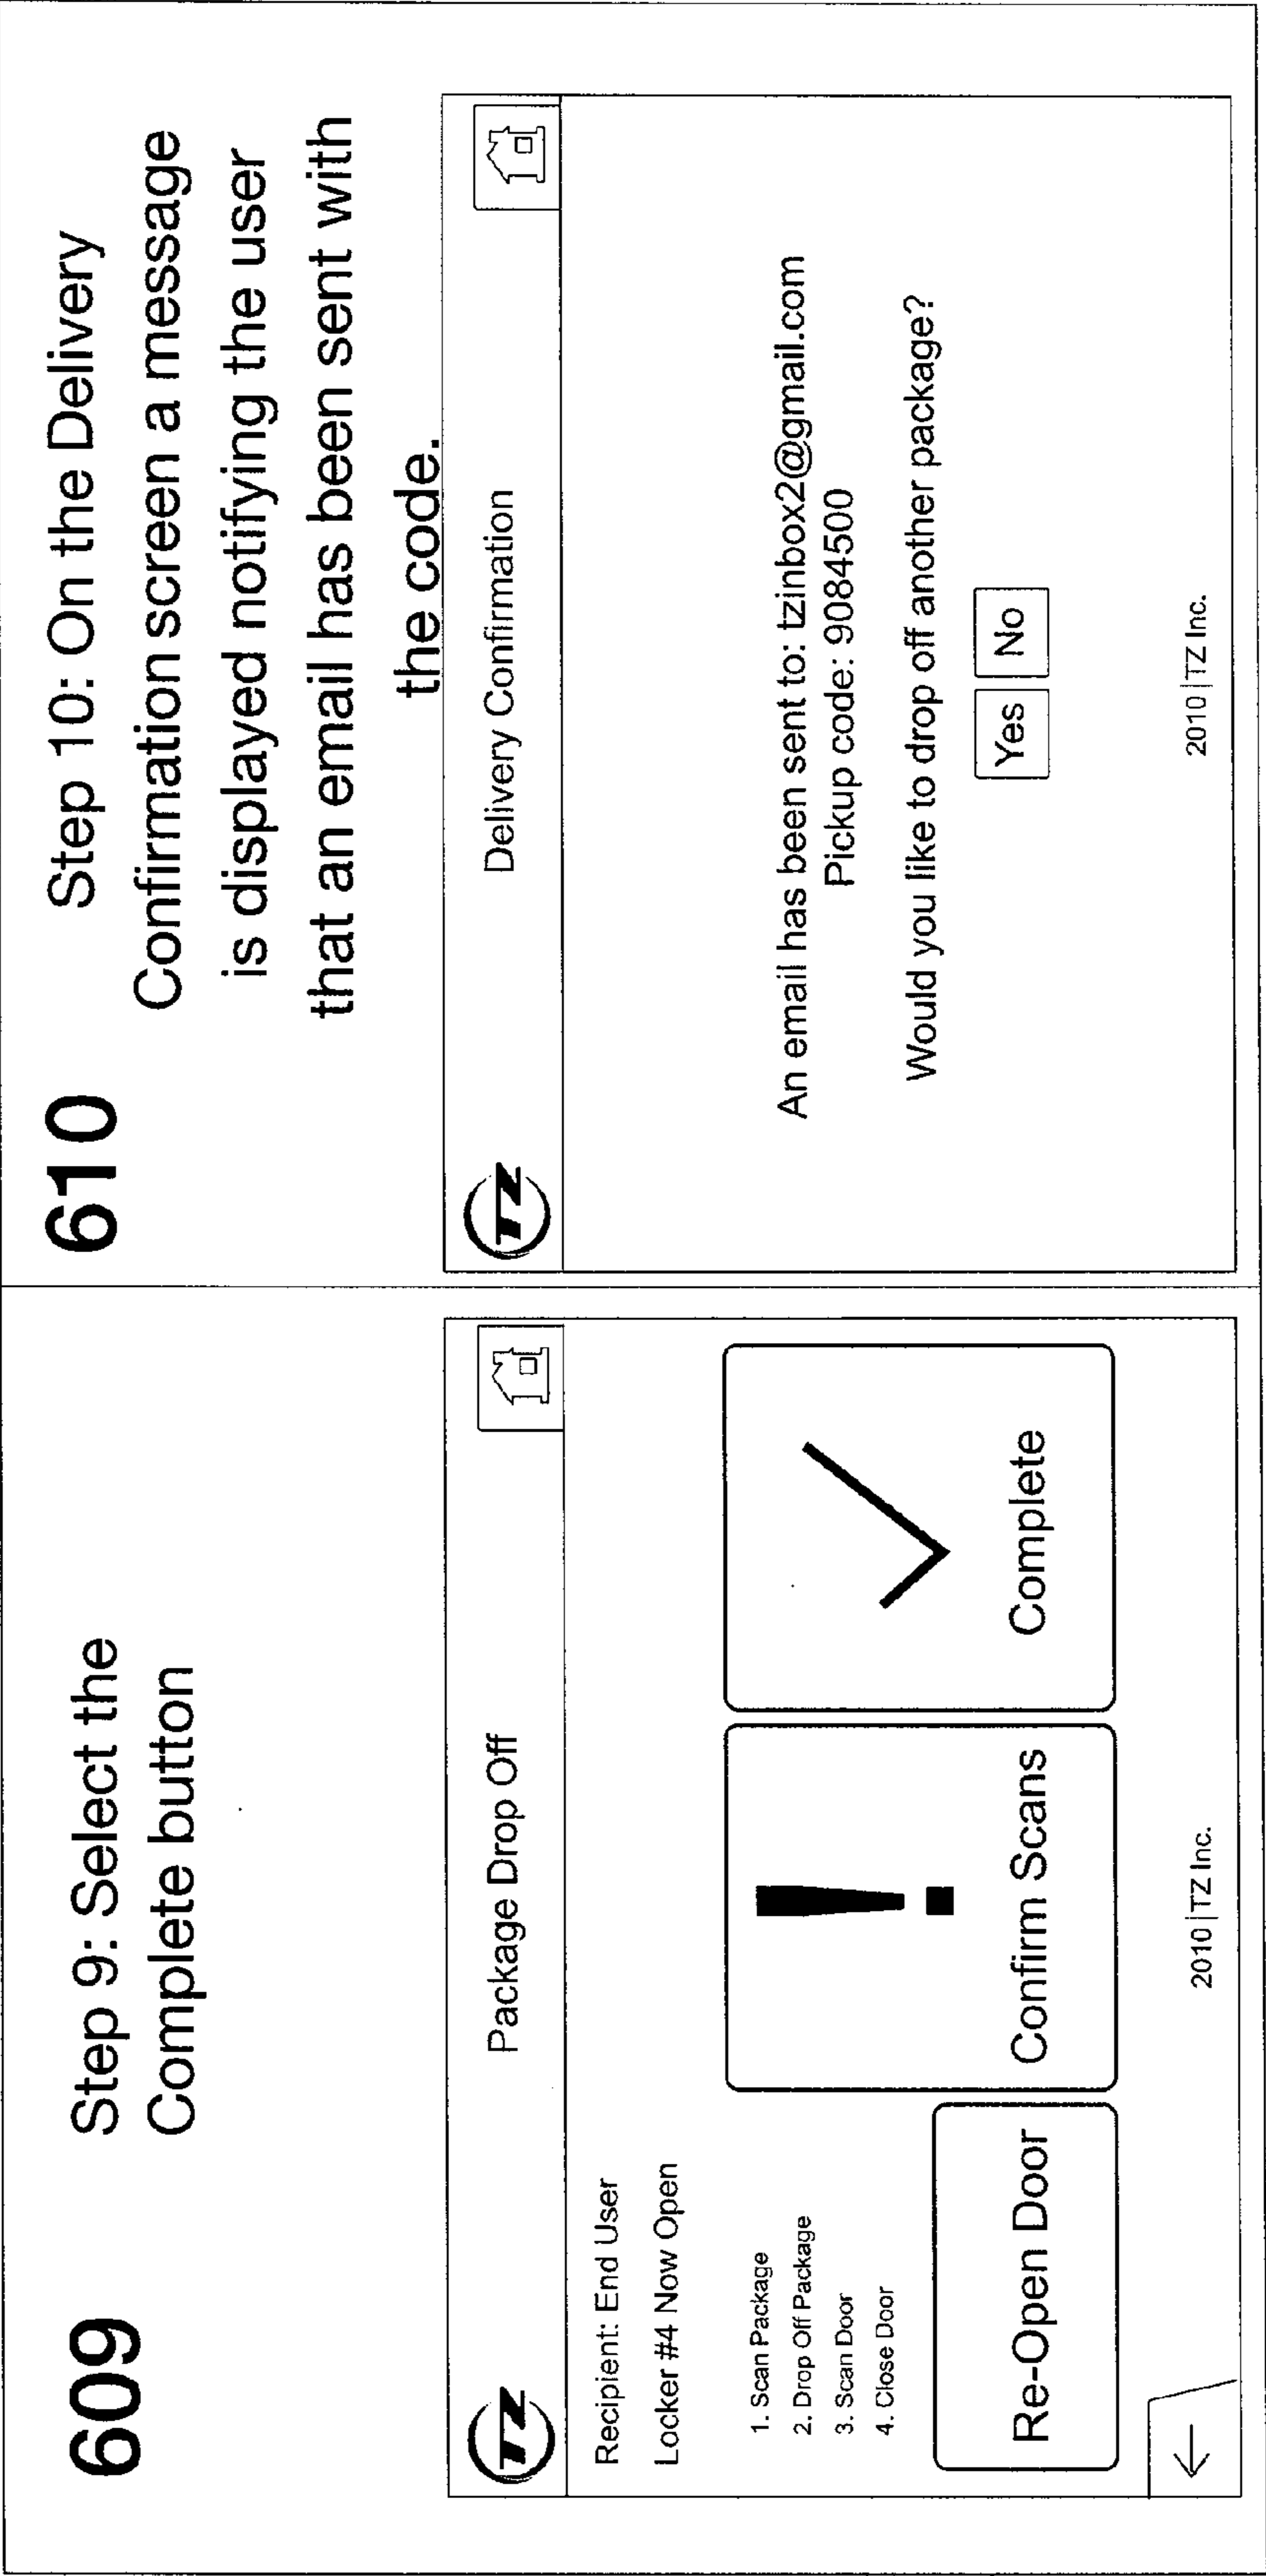 609
Step 9: Select the
Complete button
TZ
Package Drop Off
Recipient: End User
Locker #4 Now Open
1. Scan Package
2. Drop Off Package
3. Scan Door
4. Close Door
Re-Open Door
Confirm Scans
Complete
2010|TZ Inc.
610
Step 10: On the Delivery
Confirmation screen a message
is displayed notifying the user
that an email has been sent with
the code.
TZ
Delivery Confirmation
An email has been sent to: tzinbox2@gmail.com
Pickup code: 9084500
Would you like to drop off another package?
Yes No
2010|TZ Inc.